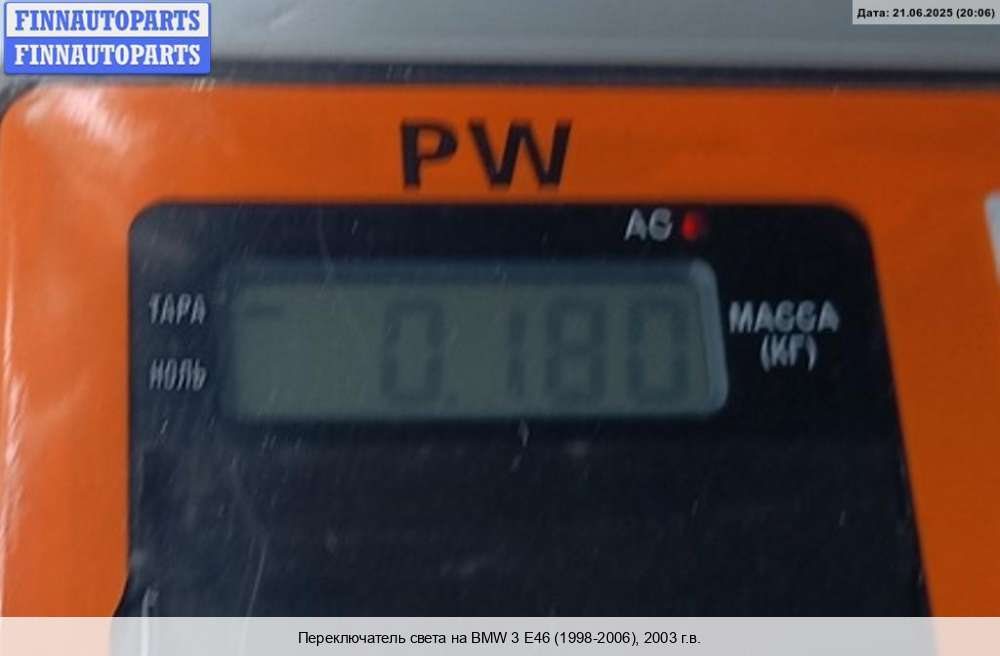 FINNAUTOPARTS
FINNAUTOPARTS
Дата: 21.06.2025 (20:06)
PW
AC
ТАРА
0.180
МАССА
(КГ)
НОЛЬ
Переключатель света на BMW 3 E46 (1998-2006), 2003 г.в.